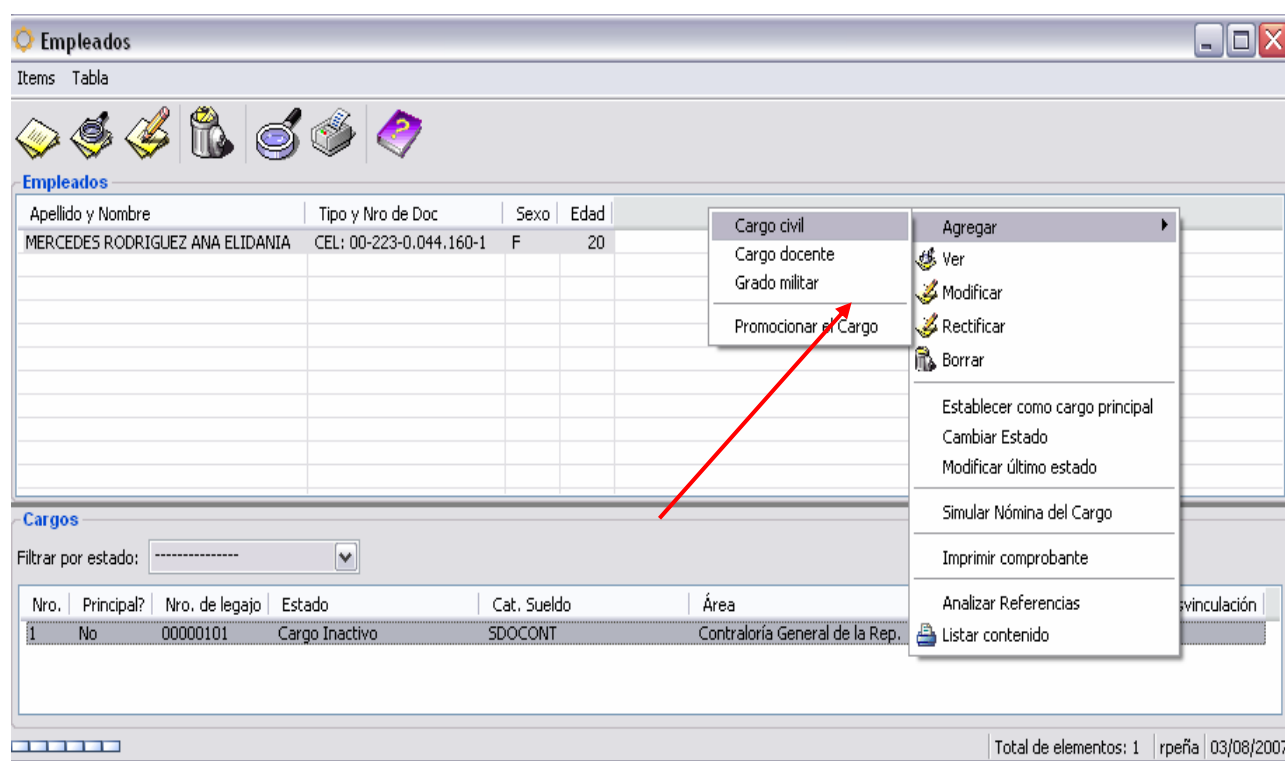 Empleados
Items Tabla
Empleados
Apellido y Nombre Tipo y Nro de Doc Sexo Edad
MERCEDES RODRIGUEZ ANA ELIDANIA CEL: 00-223-0.044.160-1 F 20
Cargo civil
Cargo docente
Grado militar
Promocionar el Cargo
Agregar
Ver
Modificar
Rectificar
Borrar
Establecer como cargo principal
Cambiar Estado
Modificar último estado
Simular Nómina del Cargo
Imprimir comprobante
Analizar Referencias
Listar contenido
Cargos
Filtrar por estado: ---------------
Nro. Principal? Nro. de legajo Estado Cat. Sueldo Área svinculación
1 No 00000101 Cargo Inactivo SDOCONT Contraloría General de la Rep.
Total de elementos: 1 rpeña 03/08/2007